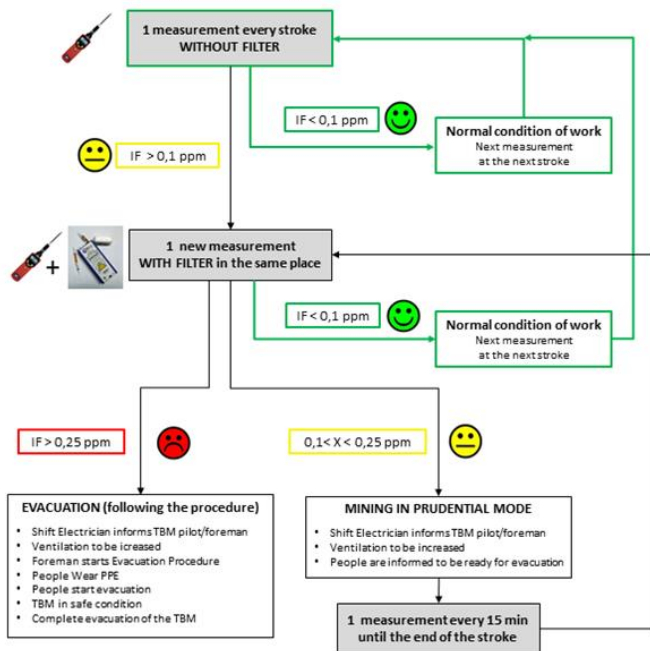 1 measurement every stroke
WITHOUT FILTER
IF < 0,1 ppm
Normal condition of work
Next measurement
at the next stroke
IF > 0,1 ppm
1 new measurement
WITH FILTER in the same place
+
IF < 0,1 ppm
Normal condition of work
Next measurement
at the next stroke
IF > 0,25 ppm
0,1< X < 0,25 ppm
EVACUATION (following the procedure)
• Shift Electrician informs TBM pilot/foreman
• Ventilation to be icreased
• Foreman starts Evacuation Procedure
• People Wear PPE
• People start evacuation
• TBM in safe condition
• Complete evacuation of the TBM
MINING IN PRUDENTIAL MODE
• Shift Electrician informs TBM pilot/foreman
• Ventilation to be increased
• People are informed to be ready for evacuation
1 measurement every 15 min
until the end of the stroke